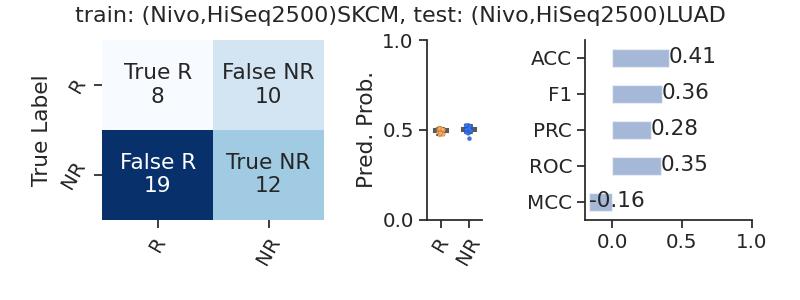 train: (Nivo,HiSeq2500)SKCM, test: (Nivo,HiSeq2500)LUAD
True Label
R
NR
True R
8
False NR
10
False R
19
True NR
12
R
NR
Pred. Prob.
1.0
0.5
0.0
R
NR
ACC
0.41
F1
0.36
PRC
0.28
ROC
0.35
MCC
-0.16
0.0
0.5
1.0